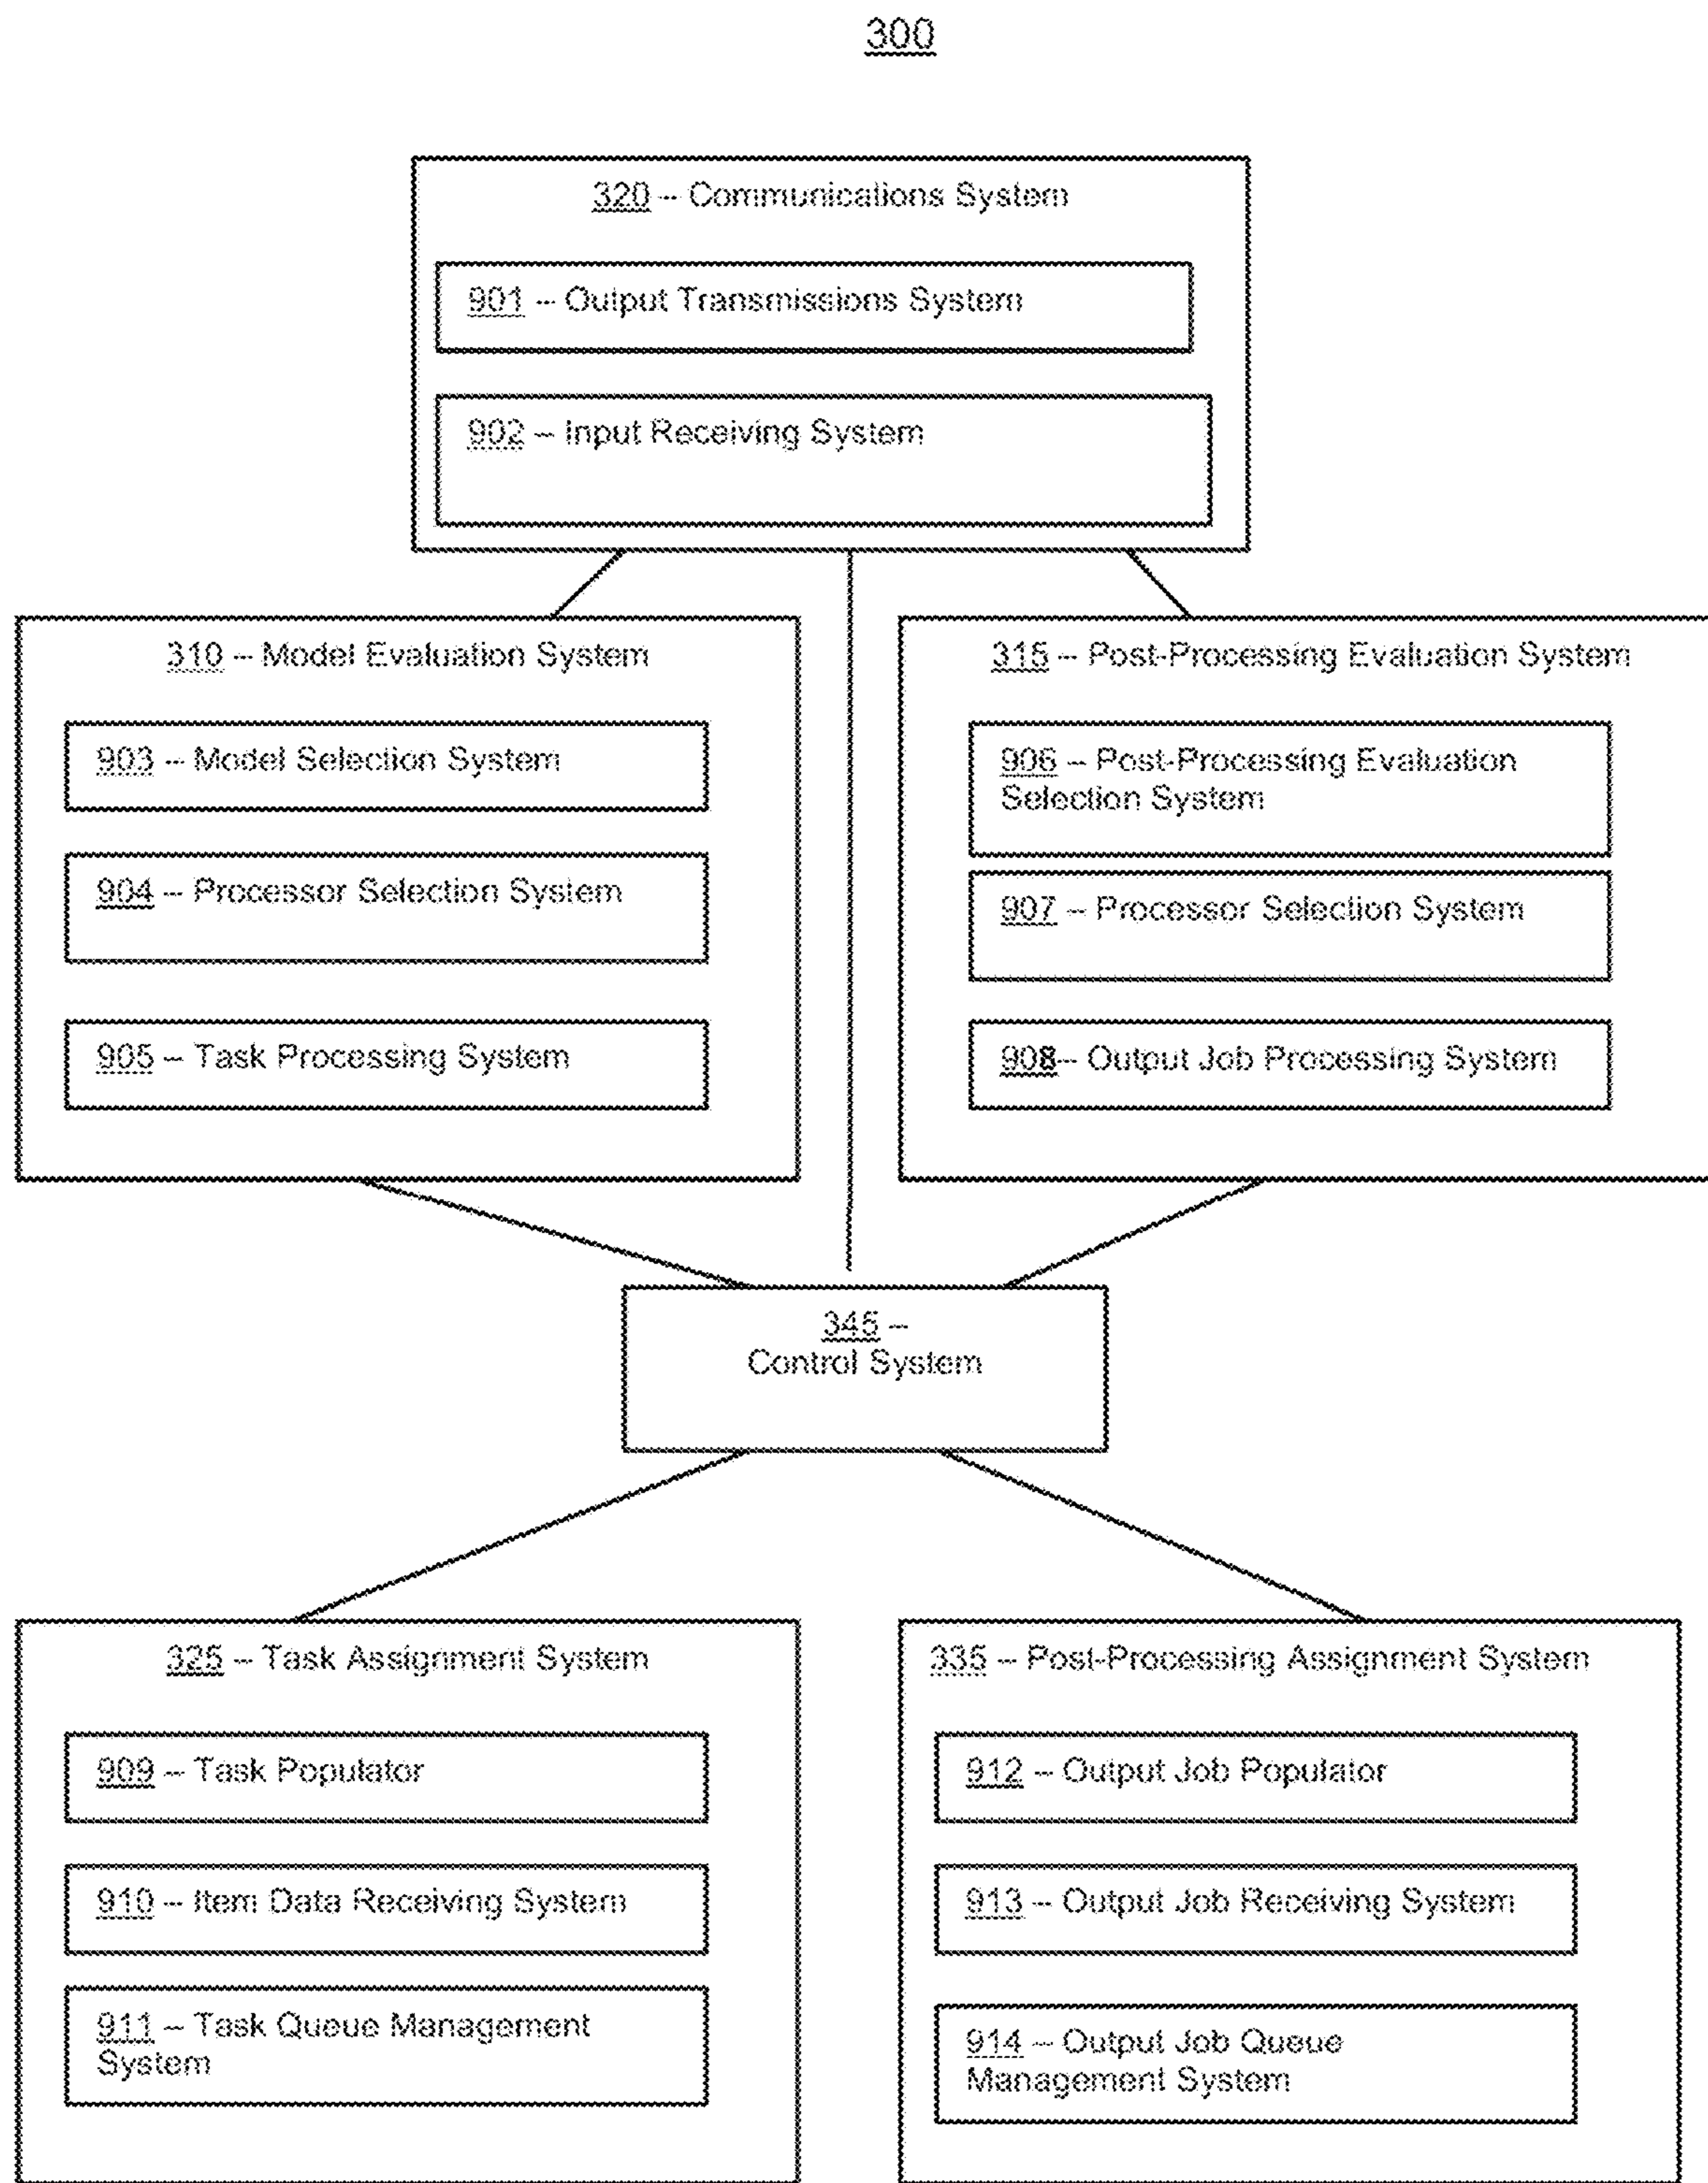 300
320 -- Communications System
901 -- Output Transmissions System
902 -- Input Receiving System
310 -- Model Evaluation System
903 -- Model Selection System
904 -- Processor Selection System
905 -- Task Processing System
315 -- Post-Processing Evaluation System
906 -- Post-Processing Evaluation
Selection System
907 -- Processor Selection System
908-- Output Job Processing System
345 --
Control System
325 -- Task Assignment System
909 -- Task Populator
910 -- Item Data Receiving System
911 -- Task Queue Management
System
335 -- Post-Processing Assignment System
912 -- Output Job Populator
913 -- Output Job Receiving System
914 -- Output Job Queue
Management System